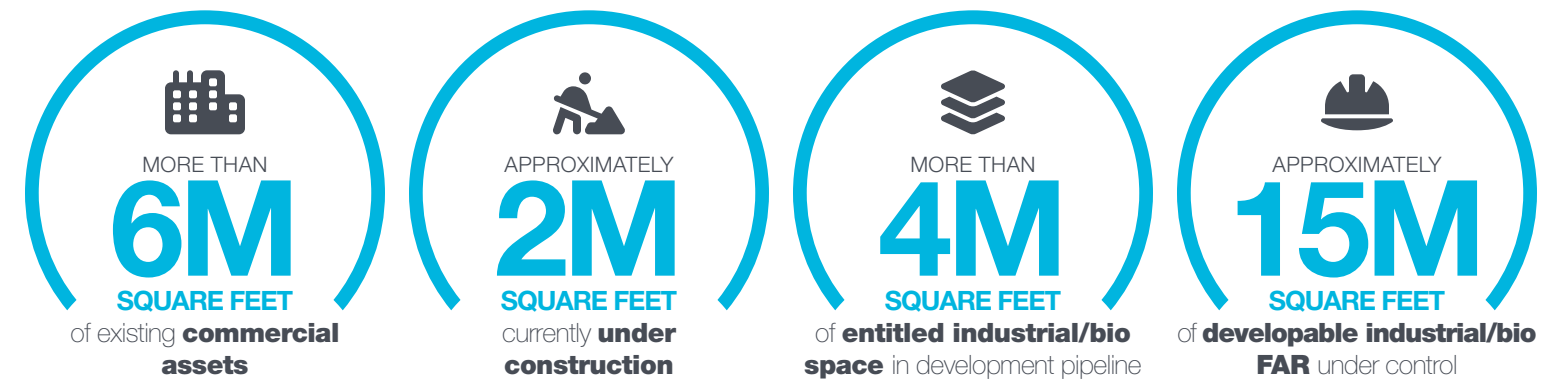 MORE THAN
6M
SQUARE FEET
of existing commercial
assets
APPROXIMATELY
2M
SQUARE FEET
currently under
construction
MORE THAN
4M
SQUARE FEET
of entitled industrial/bio
space in development pipeline
APPROXIMATELY
15M
SQUARE FEET
of developable industrial/bio
FAR under control